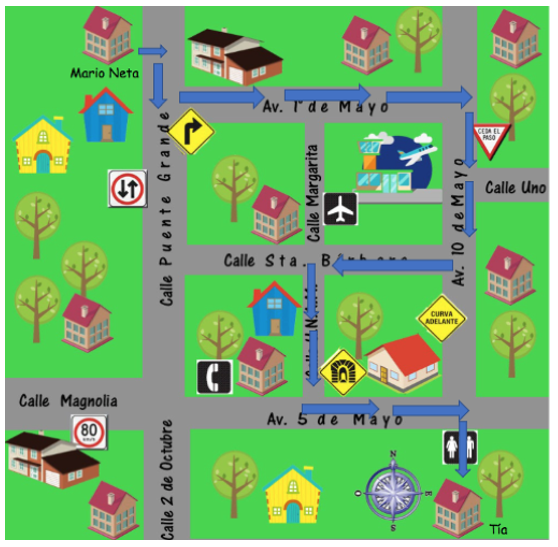 Mario Neta
Av. 1° de Mayo
CEDA EL
PASO
Calle Puente Grande
Calle Margarita
Av. 10 de Mayo
Calle Uno
Calle Sta. Bárbara
CURVA
ADELANTE
Calle Magnolia
80
Av. 5 de Mayo
Calle 2 de Octubre
N
O
E
S
Tía